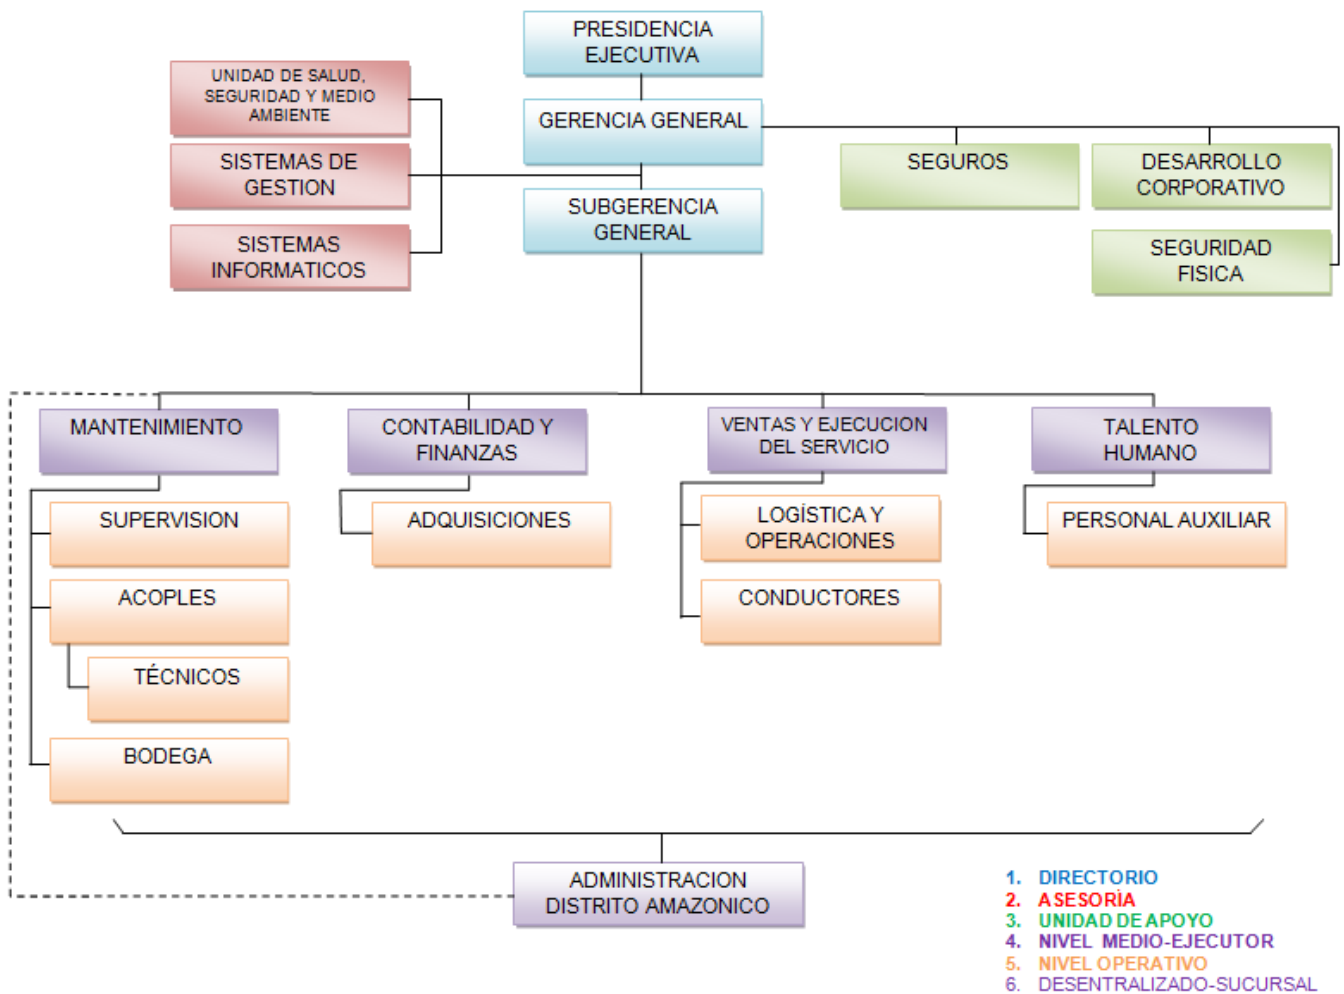 PRESIDENCIA
EJECUTIVA
UNIDAD DE SALUD,
SEGURIDAD Y MEDIO
AMBIENTE
GERENCIA GENERAL
SISTEMAS DE
GESTION
SEGUROS
DESARROLLO
CORPORATIVO
SUBGERENCIA
GENERAL
SISTEMAS
INFORMATICOS
SEGURIDAD
FISICA
MANTENIMIENTO
CONTABILIDAD Y
FINANZAS
VENTAS Y EJECUCION
DEL SERVICIO
TALENTO
HUMANO
SUPERVISION
ADQUISICIONES
LOGÍSTICA Y
OPERACIONES
PERSONAL AUXILIAR
ACOPLES
CONDUCTORES
TÉCNICOS
BODEGA
ADMINISTRACION
DISTRITO AMAZONICO
1. DIRECTORIO
2. ASESORÌA
3. UNIDAD DE APOYO
4. NIVEL MEDIO-EJECUTOR
5. NIVEL OPERATIVO
6. DESENTRALIZADO-SUCURSAL